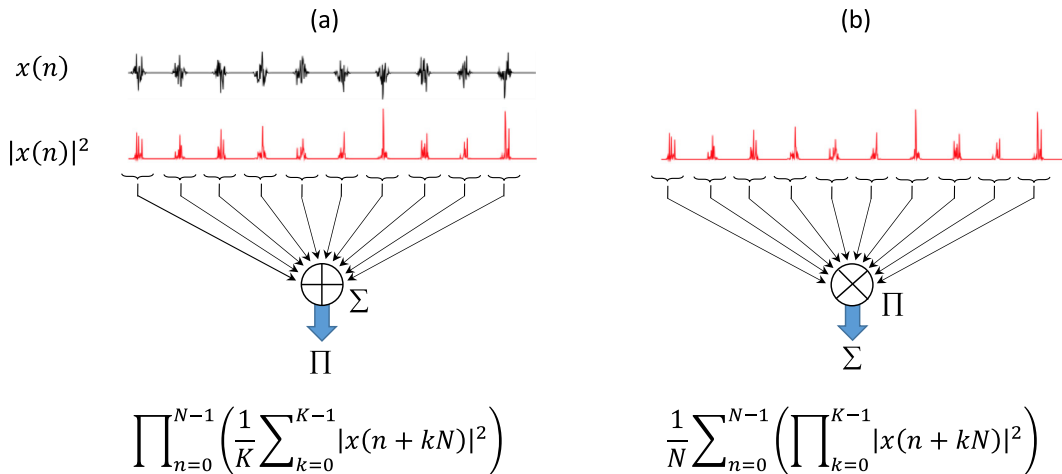 (a) (b)
x(n)
|x(n)|²
Σ Π
Π Σ
∏_{n=0}^{N−1} ( 1/K ∑_{k=0}^{K−1} |x(n + kN)|² )
1/N ∑_{n=0}^{N−1} ( ∏_{k=0}^{K−1} |x(n + kN)|² )